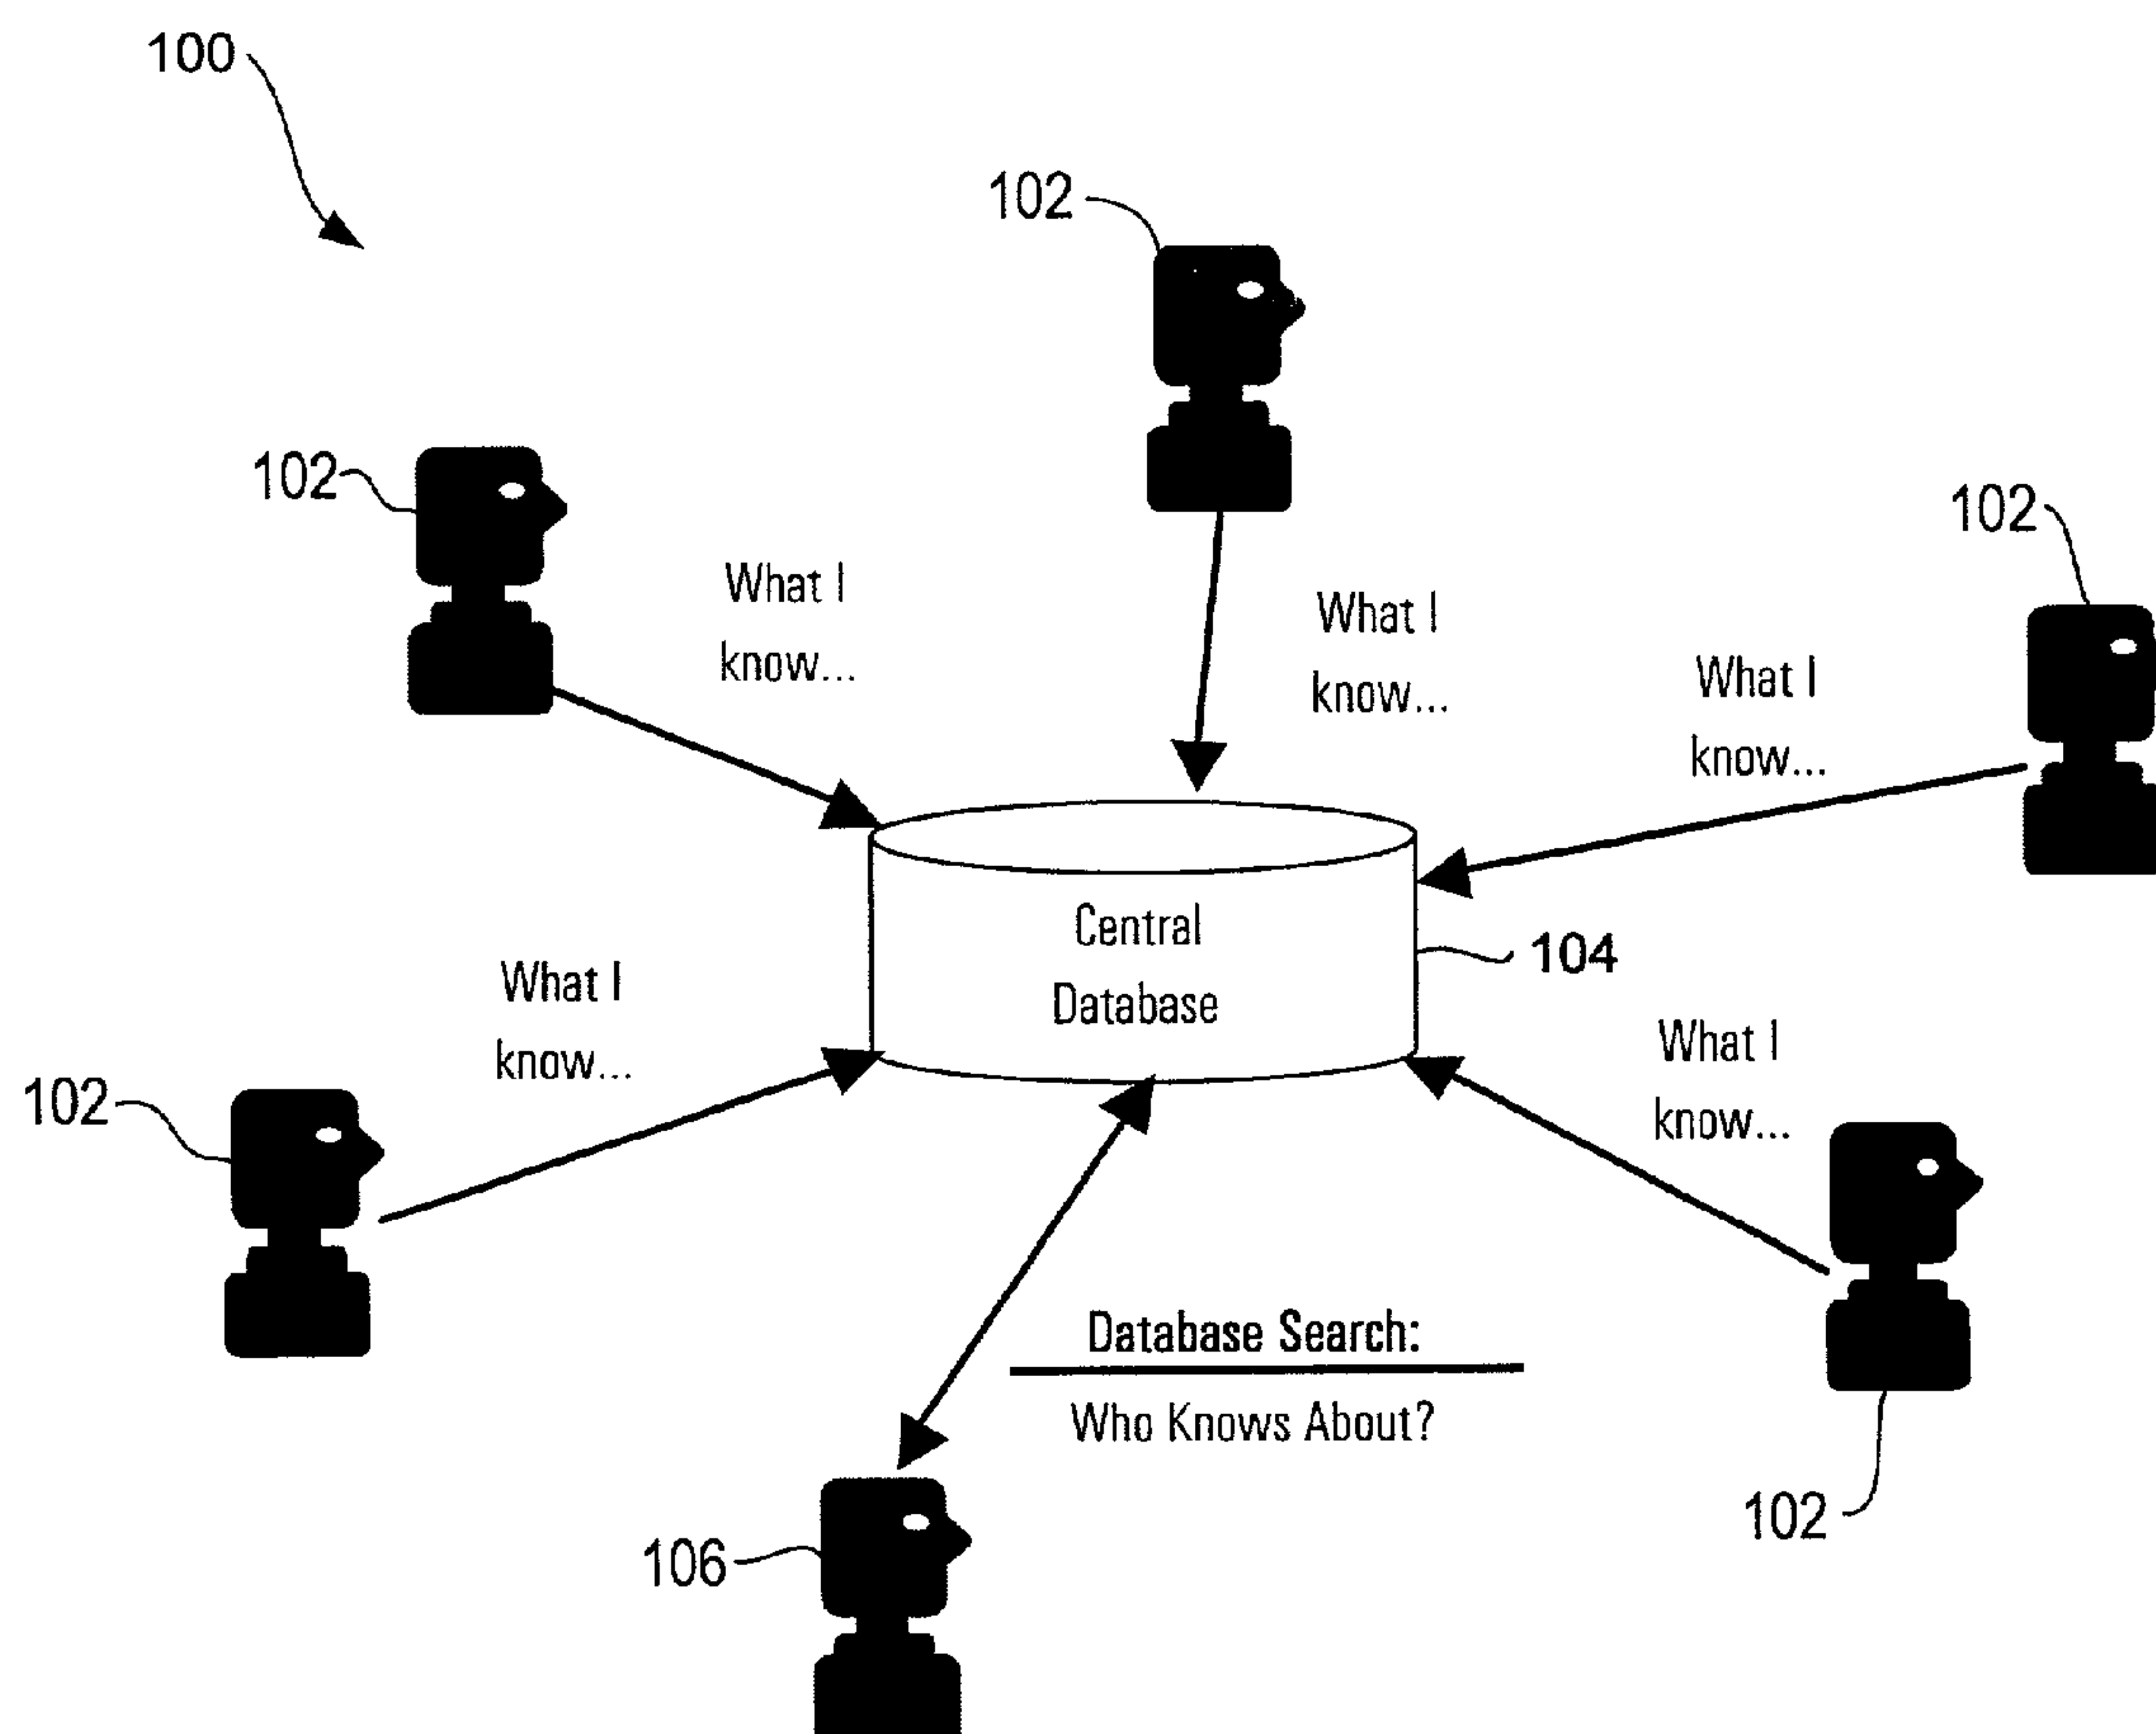 100
102
102
102
What I
know...
What I
know...
What I
know...
Central
Database
104
What I
know...
What I
know...
102
Database Search:
Who Knows About?
102
106